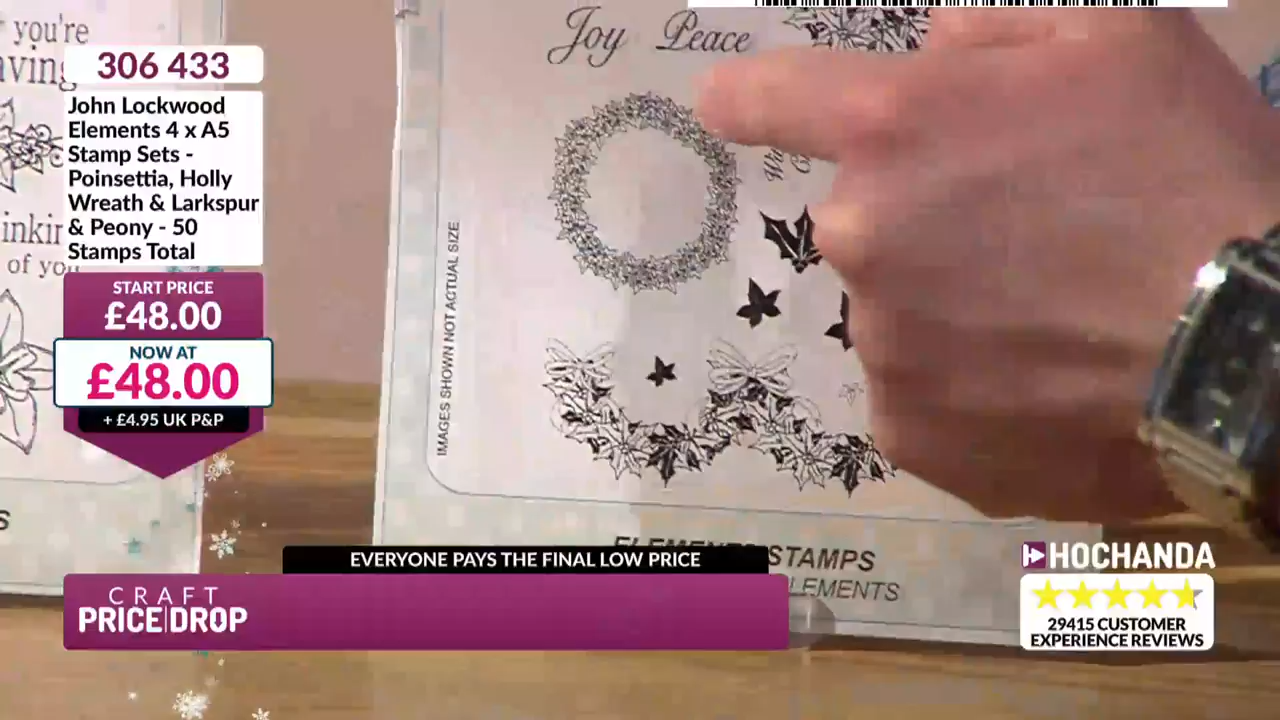 you're
306 433
John Lockwood
Elements 4 x A5
Stamp Sets -
Poinsettia, Holly
Wreath & Larkspur
& Peony - 50
Stamps Total
of you
START PRICE
£48.00
NOW AT
£48.00
+ £4.95 UK P&P
Joy Peace
IMAGES SHOWN NOT ACTUAL SIZE
ELEMENTS STAMPS
ELEMENTS
EVERYONE PAYS THE FINAL LOW PRICE
CRAFT
PRICE DROP
HOCHANDA
29415 CUSTOMER
EXPERIENCE REVIEWS